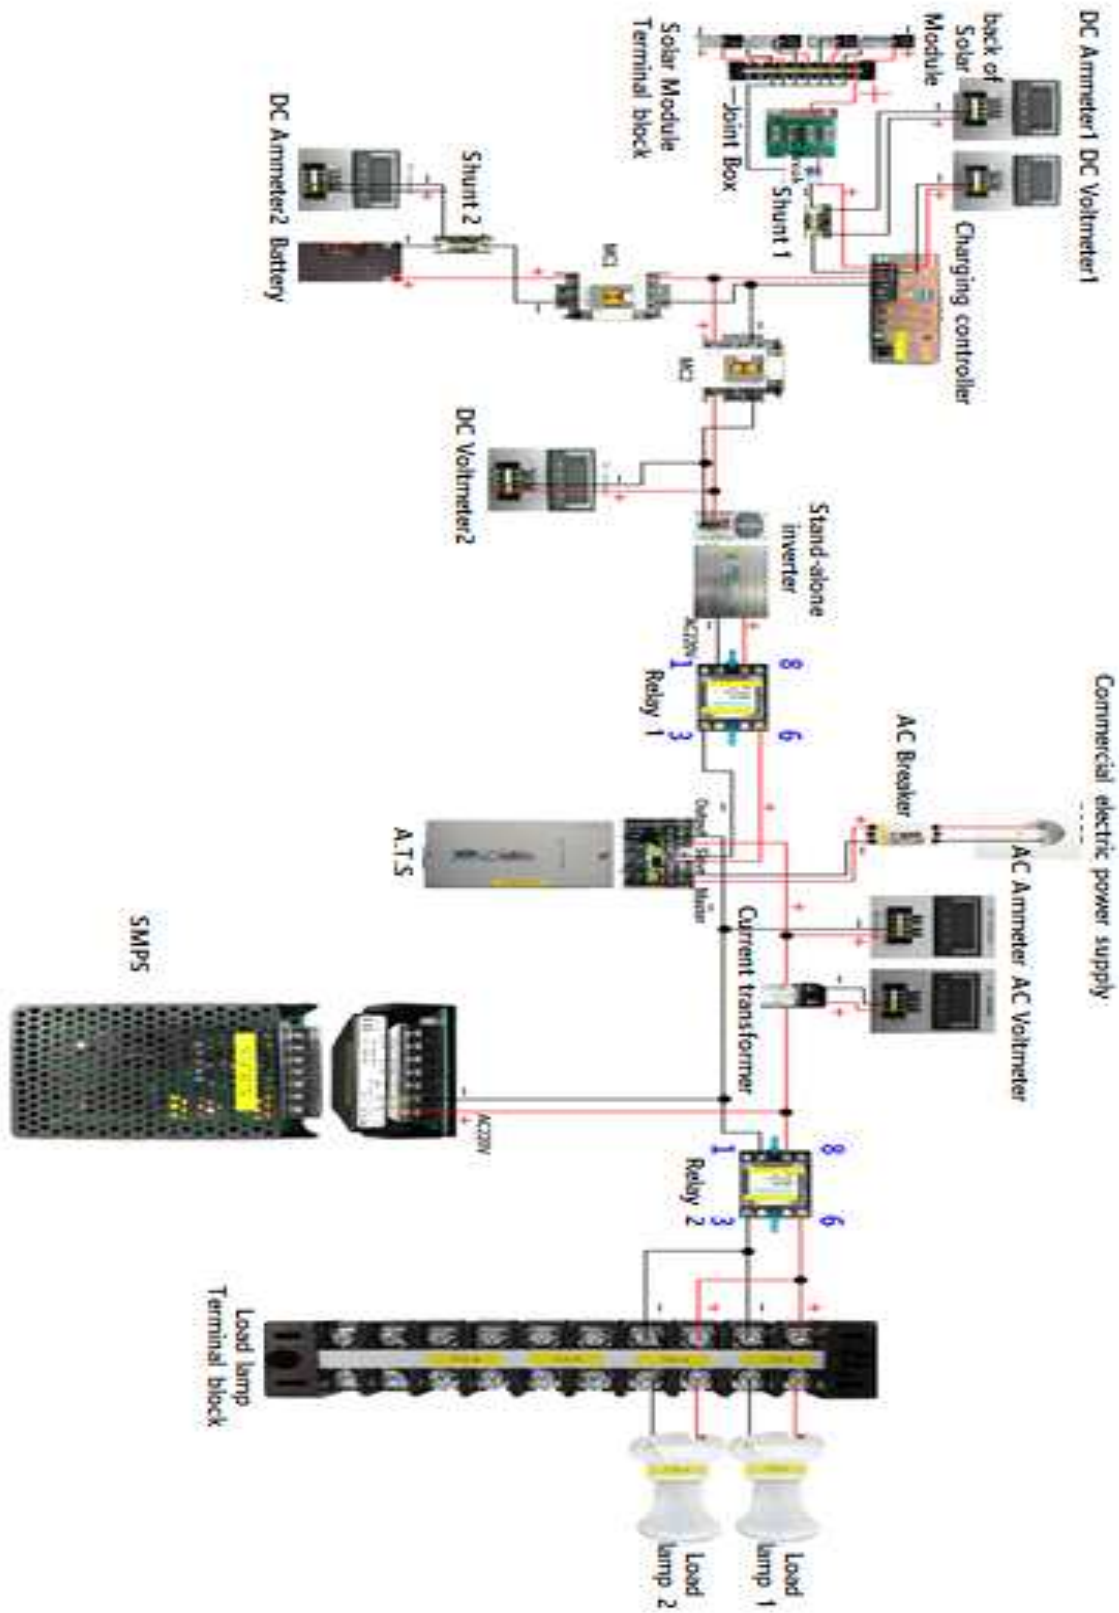 DC Ammeter1 DC Voltmeter1
back of
Solar
Module
Solar Module
Terminal block
Joint Box
Shunt 1
Charging controller
Shunt 2
DC Ammeter2 Battery
MC1
MC2
DC Voltmeter2
Stand-alone
inverter
AC220V
8
1
6
3
Relay 1
Commercial electric power supply
AC Breaker
AC Ammeter AC Voltmeter
Output
Master
A.T.S
Current transformer
SMPS
AC220V
8
1
6
3
Relay 2
Load lamp
Terminal block
Load
lamp 1
Load
lamp 2